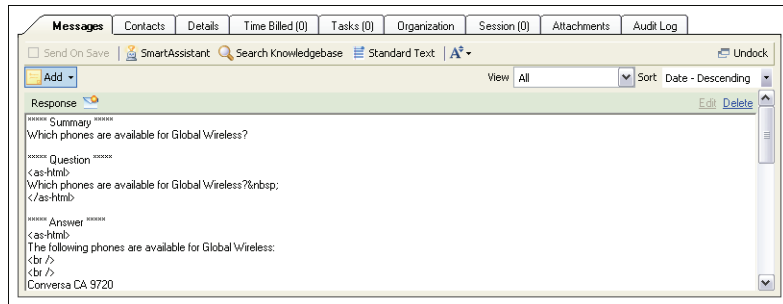 Messages Contacts Details Time Billed (0) Tasks (0) Organization Session (0) Attachments Audit Log
Send On Save SmartAssistant Search Knowledgebase Standard Text A Undock
Add View All Sort Date - Descending
Response Edit Delete
***** Summary *****
Which phones are available for Global Wireless?
***** Question *****
<as-html>
Which phones are available for Global Wireless?&nbsp;
</as-html>
***** Answer *****
<as-html>
The following phones are available for Global Wireless:
<br />
<br />
Conversa CA 9720